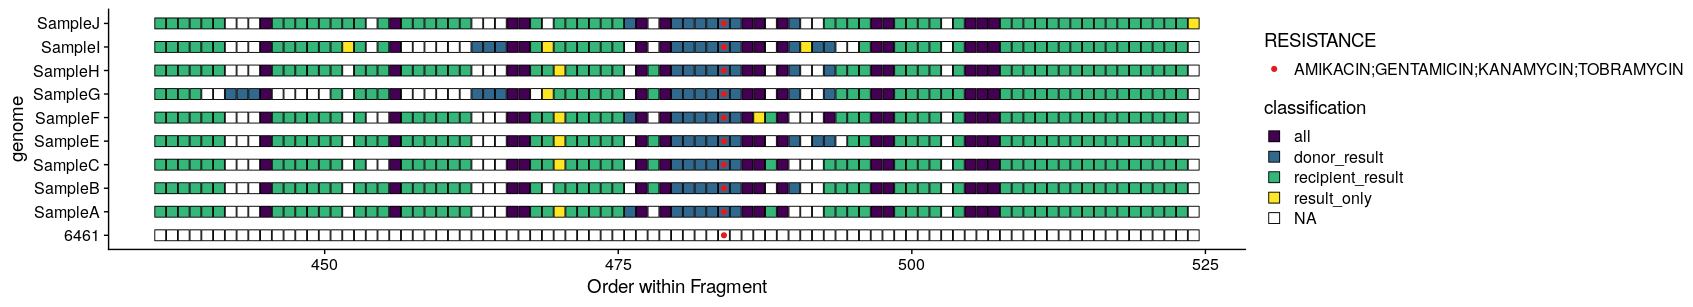 SampleJ
SampleI
SampleH
SampleG
SampleF
SampleE
SampleC
SampleB
SampleA
6461
genome
450 475 500 525
Order within Fragment
RESISTANCE
AMIKACIN;GENTAMICIN;KANAMYCIN;TOBRAMYCIN
classification
all
donor_result
recipient_result
result_only
NA